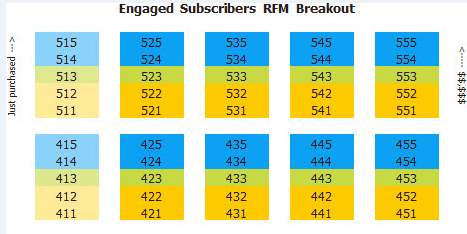 Engaged Subscribers RFM Breakout
Just purchased --->
515 525 535 545 555
514 524 534 544 554
513 523 533 543 553
512 522 532 542 552
511 521 531 541 551
<---- $$,$$$
415 425 435 445 455
414 424 434 444 454
413 423 433 443 453
412 422 432 442 452
411 421 431 441 451